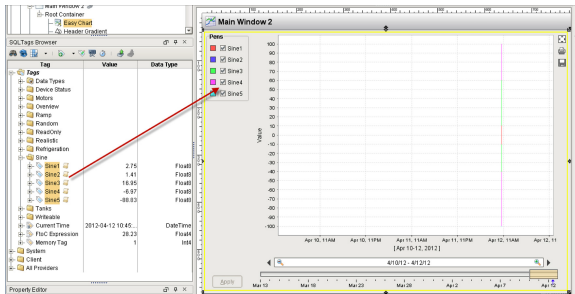 Main Window 2
Root Container
Easy Chart
Header Gradient
SQLTags Browser
Tag Value Data Type
Tags
Data Types
Device Status
Motors
Overview
Ramp
Random
ReadOnly
Realistic
Refrigeration
Sine
Sine1 2.75 Float8
Sine2 1.41 Float8
Sine3 16.95 Float8
Sine4 -6.97 Float8
Sine5 -88.83 Float8
Tanks
Writeable
Current Time 2012-04-12 10:45:... DateTime
FtoC Expression 28.23 Float4
Memory Tag 1 Int4
System
Client
All Providers
Property Editor
Main Window 2
Pens
Sine1
Sine2
Sine3
Sine4
Sine5
Value
100
90
80
70
60
50
40
30
20
10
0
-10
-20
-30
-40
-50
-60
-70
-80
-90
-100
Apr 10, 11AM Apr 10, 11PM Apr 11, 11AM Apr 11, 11PM Apr 12, 11AM Apr 12, 11
[Apr 10-12, 2012]
4/10/12 - 4/12/12
Apply
Mar 13 Mar 18 Mar 23 Mar 28 Apr 2 Apr 7 Apr 12